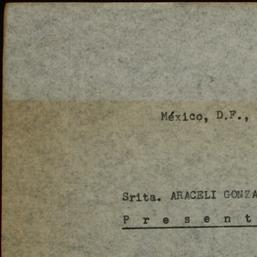 México, D.F.,
Srita. ARACELI GONZA
P r e s e n t